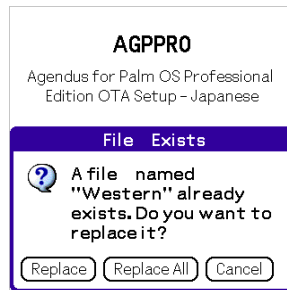 AGPPRO
Agendus for Palm OS Professional
Edition OTA Setup - Japanese
File Exists
A file named
"Western" already
exists. Do you want to
replace it?
Replace Replace All Cancel